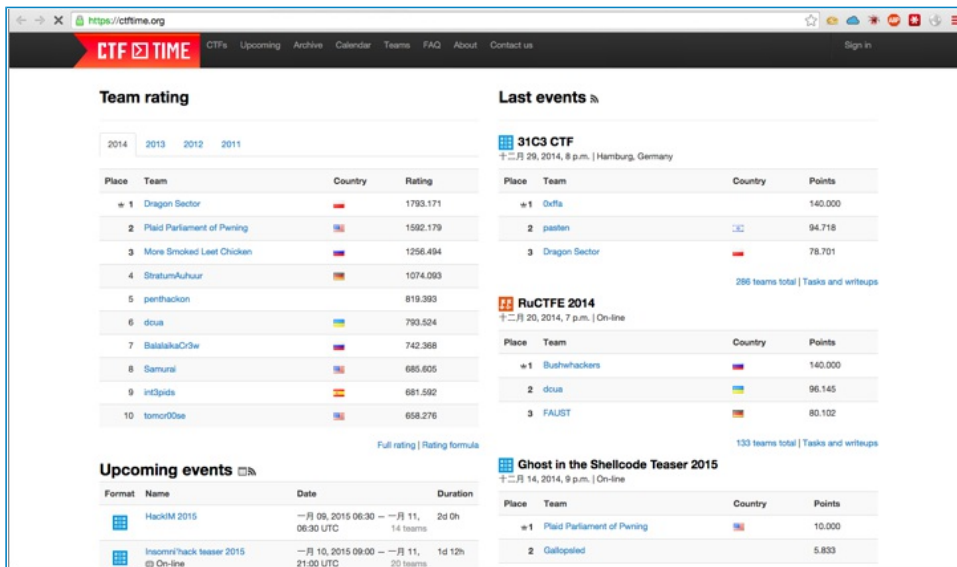 https://ctftime.org
CTF TIME CTFs Upcoming Archive Calendar Teams FAQ About Contact us Sign in
Team rating
2014 2013 2012 2011
Place Team Country Rating
1 Dragon Sector 1793.171
2 Plaid Parliament of Pwning 1592.179
3 More Smoked Leet Chicken 1256.494
4 StratumAuhuur 1074.093
5 penthackon 819.393
6 dcua 793.524
7 BalalaikaCr3w 742.368
8 Samurai 685.605
9 int3pids 681.592
10 tomcr00se 658.276
Full rating | Rating formula
Upcoming events
Format Name Date Duration
HackIM 2015 一月 09, 2015 06:30 — 一月 11, 2d 0h
06:30 UTC 14 teams
Insomni'hack teaser 2015 一月 10, 2015 09:00 — 一月 11, 1d 12h
On-line 21:00 UTC 20 teams
Last events
31C3 CTF
十二月 29, 2014, 8 p.m. | Hamburg, Germany
Place Team Country Points
1 0xffa 140.000
2 pasten 94.718
3 Dragon Sector 78.701
286 teams total | Tasks and writeups
RuCTFE 2014
十二月 20, 2014, 7 p.m. | On-line
Place Team Country Points
1 Bushwhackers 140.000
2 dcua 96.145
3 FAUST 80.102
133 teams total | Tasks and writeups
Ghost in the Shellcode Teaser 2015
十二月 14, 2014, 9 p.m. | On-line
Place Team Country Points
1 Plaid Parliament of Pwning 10.000
2 Gallopsled 5.833